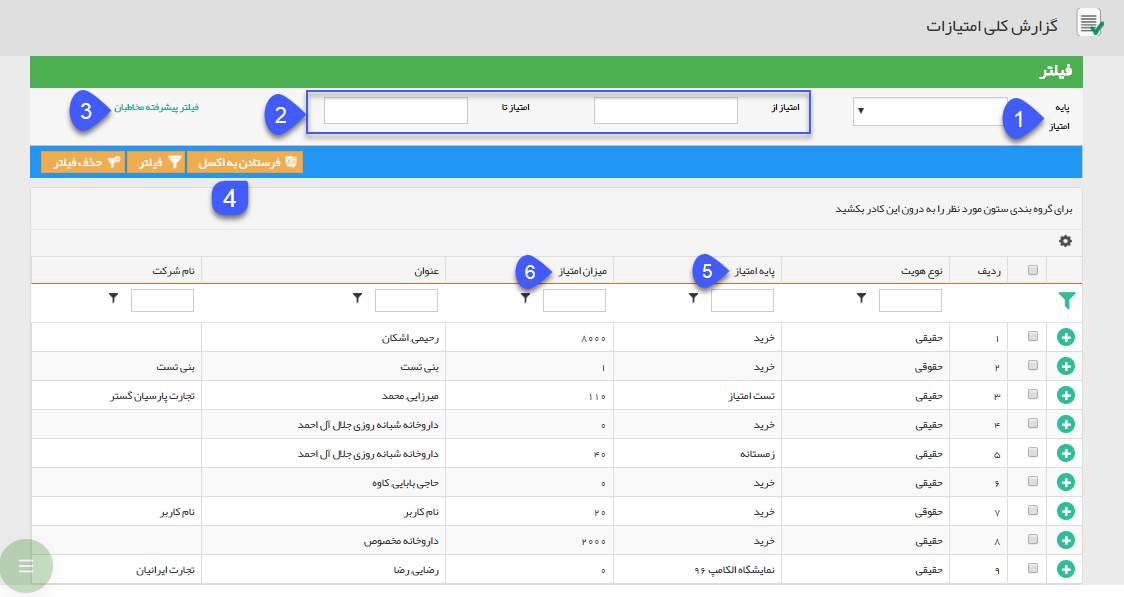 گزارش کلی امتیازات
فیلتر
پایه امتیاز 1 امتیاز از امتیاز تا 2 فیلتر پیشرفته مخاطبان 3
فرستادن به اکسل فیلتر حذف فیلتر
4
برای گروه بندی ستون مورد نظر را به درون این کادر بکشید
ردیف نوع هویت پایه امتیاز 5 میزان امتیاز 6 عنوان نام شرکت
۱ حقیقی خرید ۸۰۰۰ رحیمی، اشکان
۲ حقوقی خرید ۱ بنی تست بنی تست
۳ حقیقی تست امتیاز ۱۱۰ میرزایی، محمد تجارت پارسیان گستر
۴ حقیقی خرید ۰ داروخانه شبانه روزی جلال آل احمد
۵ حقیقی زمستانه ۴۰ داروخانه شبانه روزی جلال آل احمد
۶ حقیقی خرید ۰ حاجی بابایی، کاوه
۷ حقوقی خرید ۲۰ نام کاربر نام کاربر
۸ حقیقی خرید ۲۰۰۰ داروخانه مخصوص
۹ حقیقی نمایشگاه الکامپ ۹۶ ۰ رضایی، رضا تجارت ایرانیان